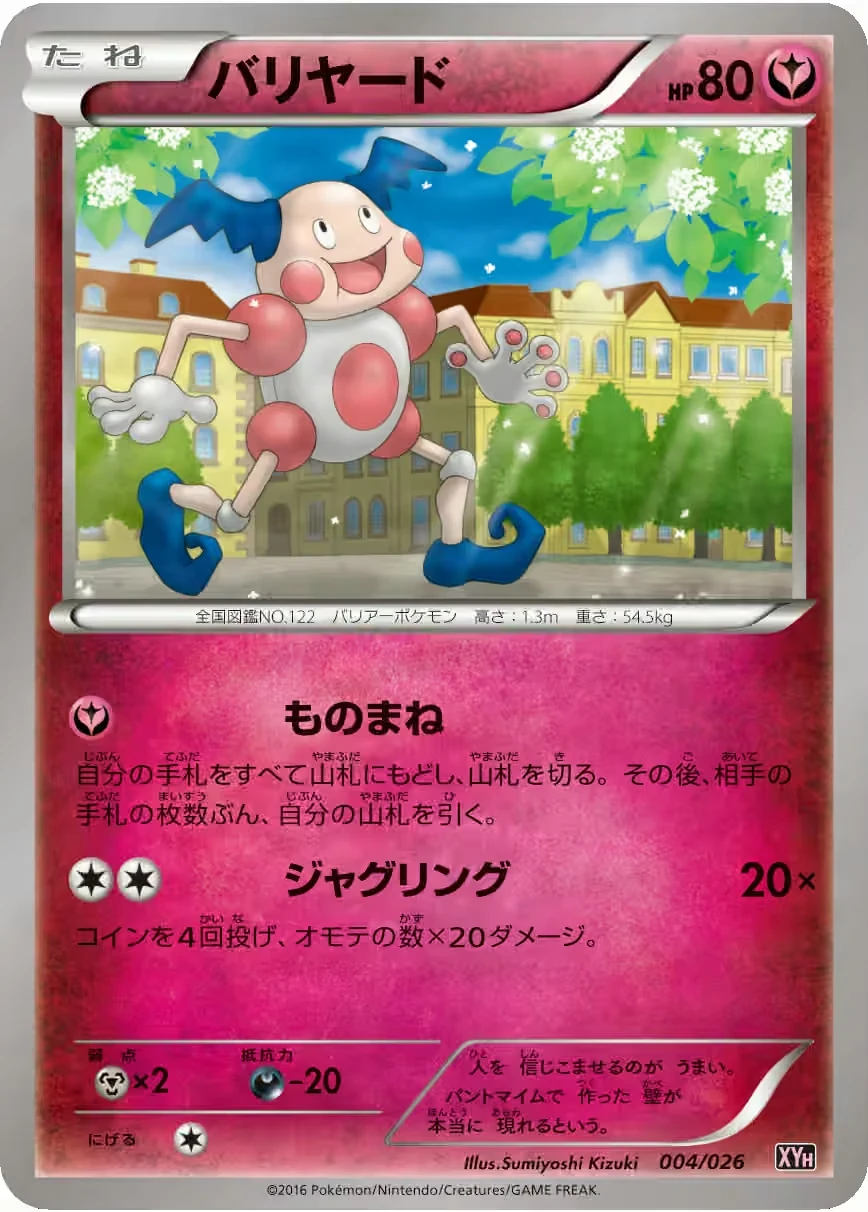 たね
バリヤード
HP80
全国図鑑NO.122 バリアーポケモン 高さ：1.3m 重さ：54.5kg
ものまね
自分の手札をすべて山札にもどし、山札を切る。その後、相手の
手札の枚数ぶん、自分の山札を引く。
ジャグリング 20×
コインを4回投げ、オモテの数×20ダメージ。
弱点 抵抗力
×2 -20
にげる
人を 信じこませるのが うまい。
パントマイムで 作った 壁が
本当に 現れるという。
Illus.Sumiyoshi Kizuki 004/026 XYH
©2016 Pokémon/Nintendo/Creatures/GAME FREAK.